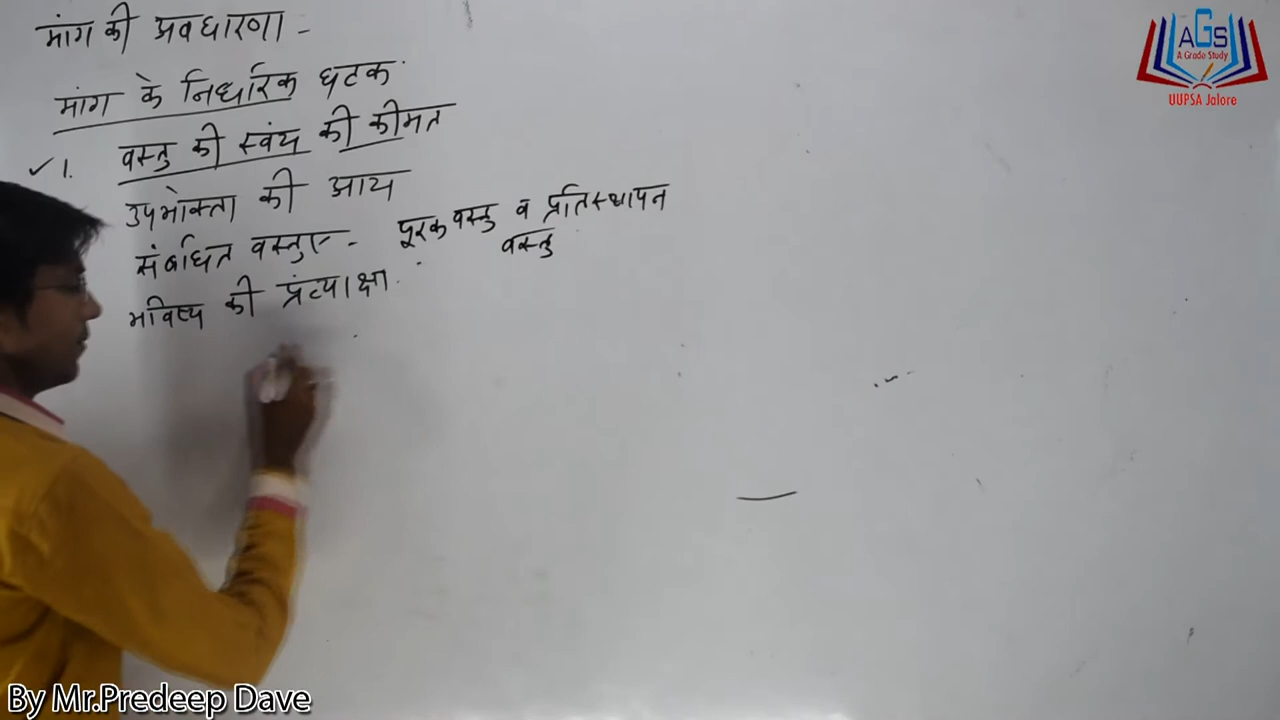 मांग की अवधारणा -
मांग के निर्धारक घटक
✓ 1. वस्तु की स्वंय की कीमत
उपभोक्ता की आय
संबधित वस्तुए - पूरक वस्तु व प्रतिस्थापन
वस्तु
भविष्य की प्रंत्याक्षा
AGS
A Grade Study
UUPSA Jalore
By Mr.Predeep Dave